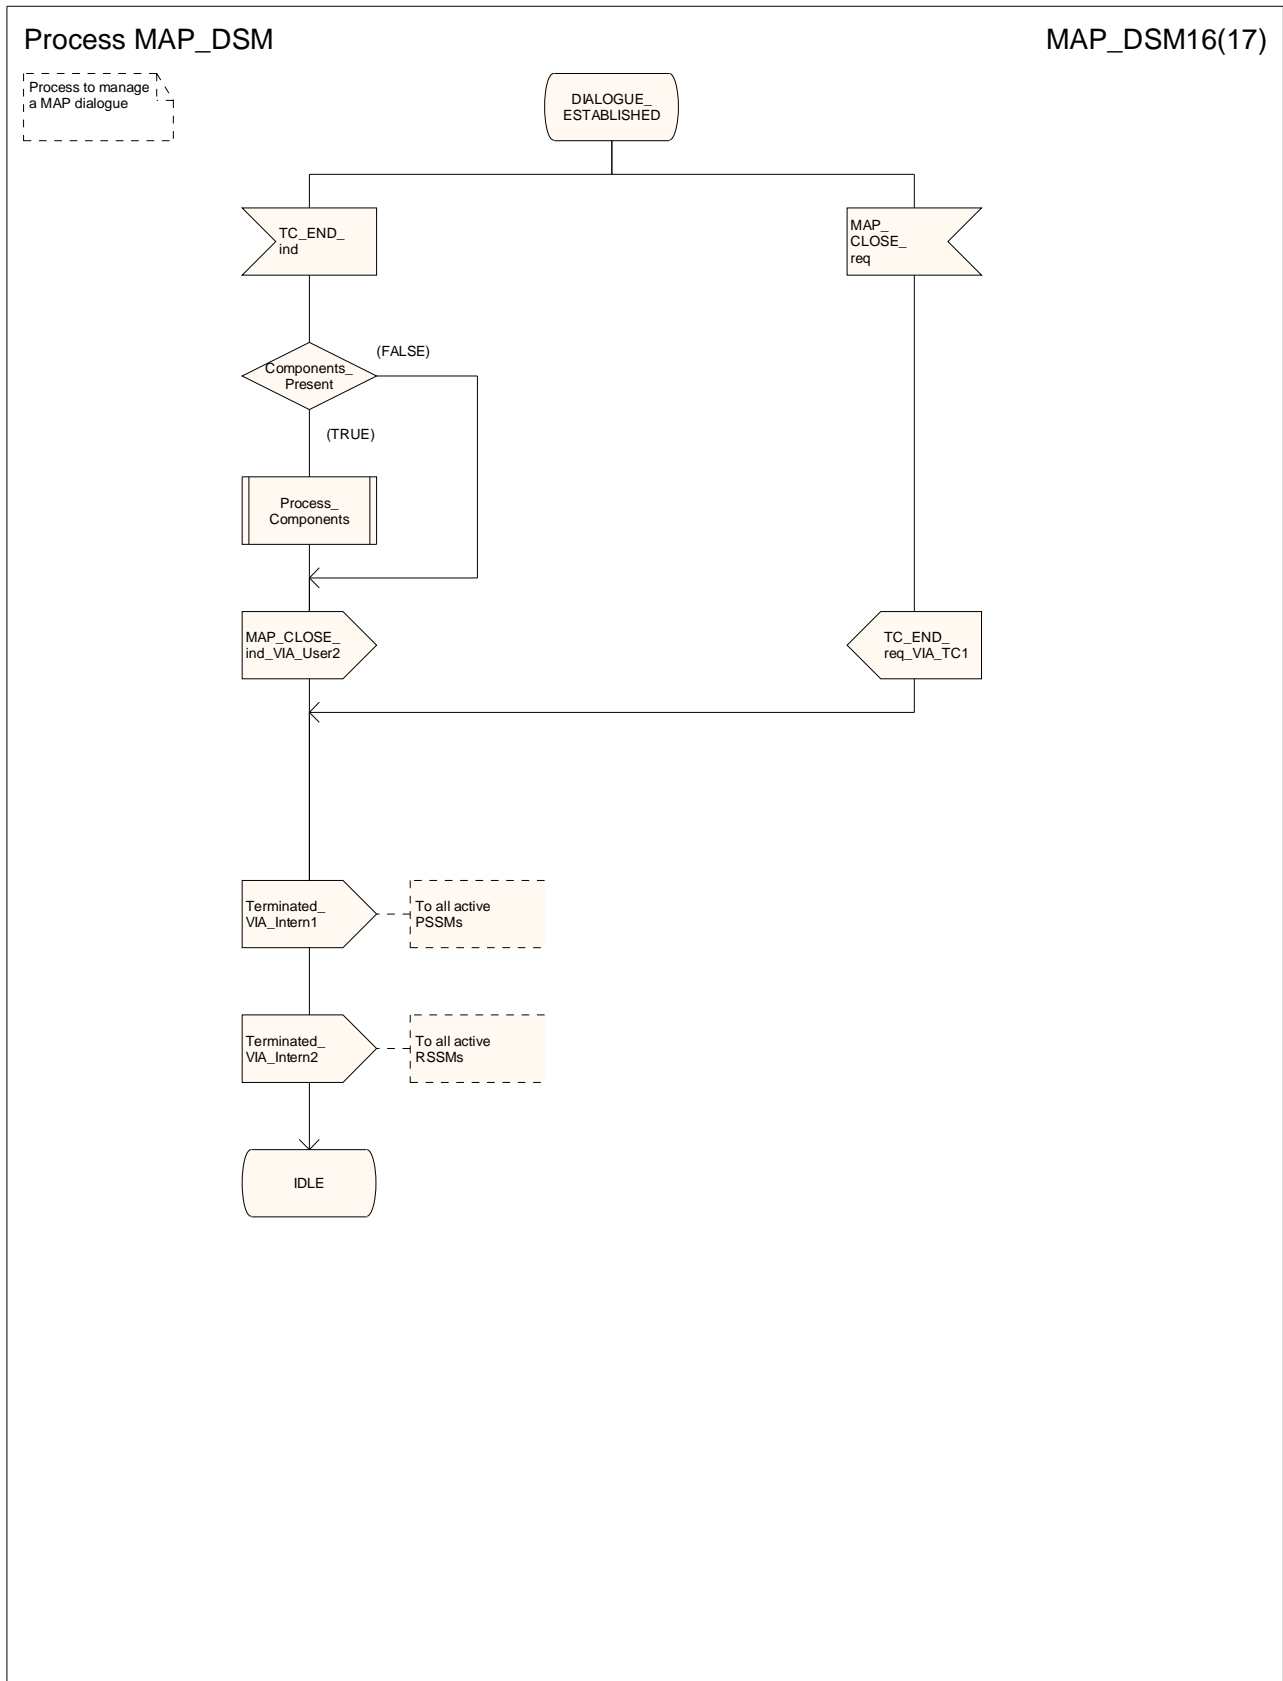 Process MAP_DSM
MAP_DSM16(17)
Process to manage
a MAP dialogue
DIALOGUE_
ESTABLISHED
TC_END_
ind
MAP_
CLOSE_
req
Components_
Present
(FALSE)
(TRUE)
Process_
Components
MAP_CLOSE_
ind_VIA_User2
TC_END_
req_VIA_TC1
Terminated_
VIA_Intern1
To all active
PSSMs
Terminated_
VIA_Intern2
To all active
RSSMs
IDLE